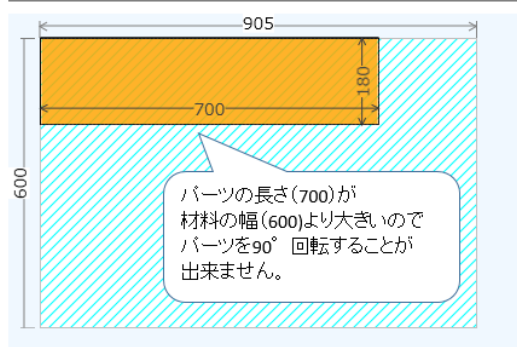 905
180
700
600
パーツの長さ(700)が
材料の幅(600)より大きいので
パーツを90°回転することが
出来ません。